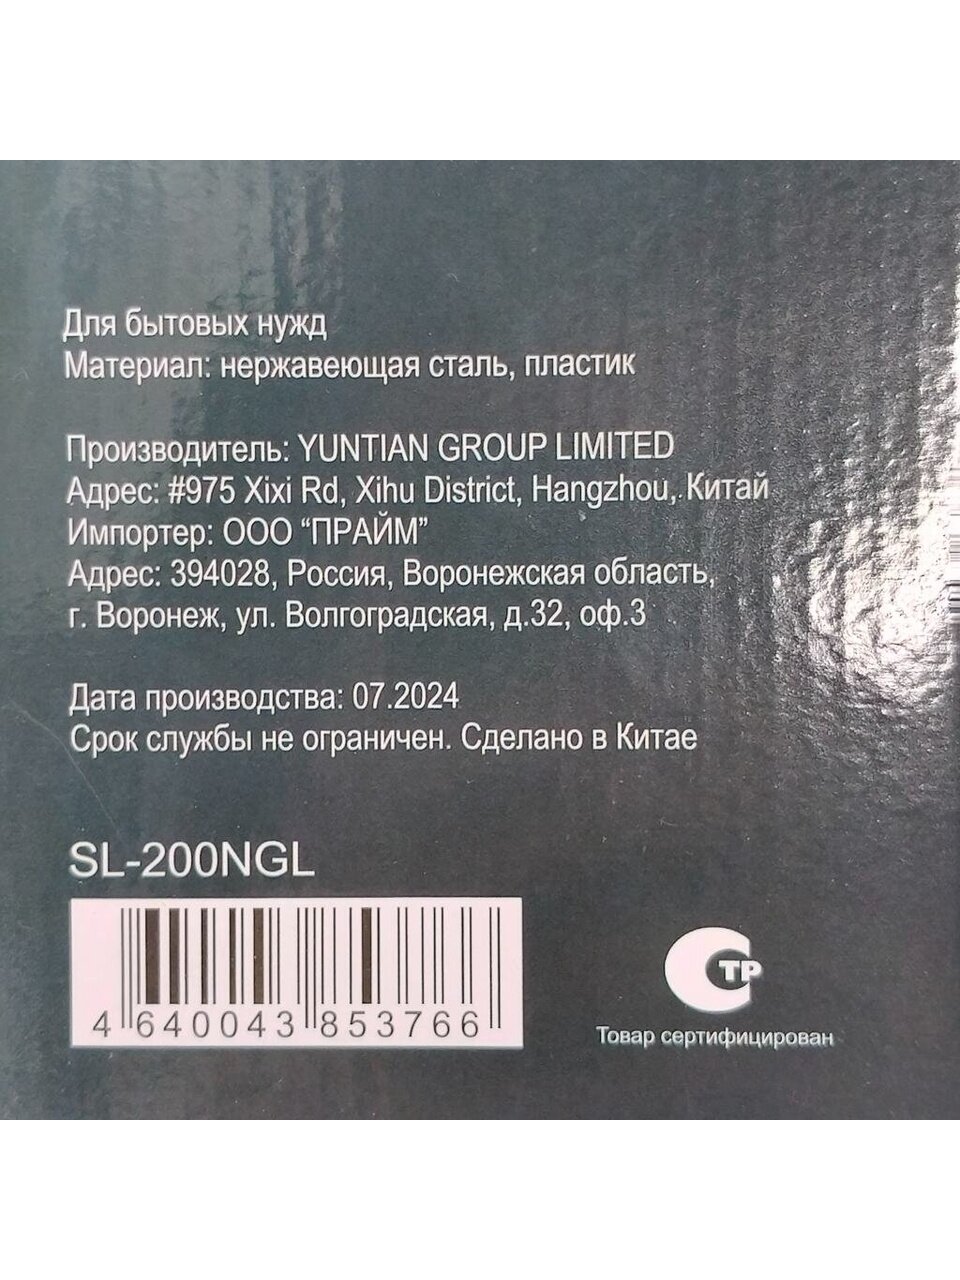 Для бытовых нужд
Материал: нержавеющая сталь, пластик
Производитель: YUNTIAN GROUP LIMITED
Адрес: #975 Xixi Rd, Xihu District, Hangzhou, Китай
Импортер: ООО “ПРАЙМ”
Адрес: 394028, Россия, Воронежская область,
г. Воронеж, ул. Волгоградская, д.32, оф.3
Дата производства: 07.2024
Срок службы не ограничен. Сделано в Китае
SL-200NGL
4 640043 853766
СТР
Товар сертифицирован